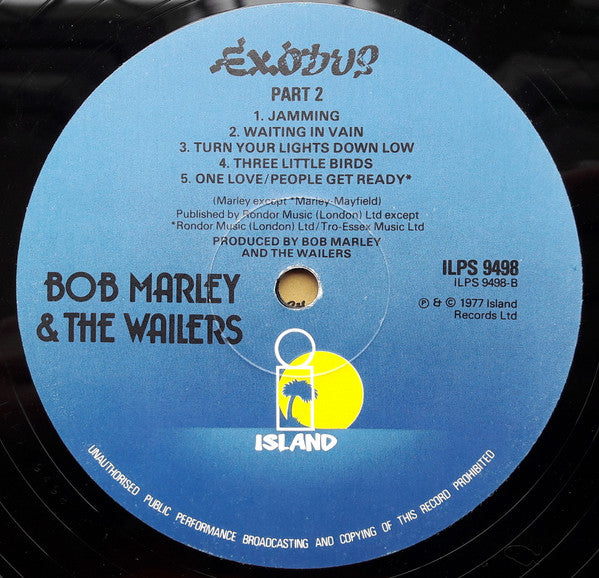 Exodus
PART 2
1. JAMMING
2. WAITING IN VAIN
3. TURN YOUR LIGHTS DOWN LOW
4. THREE LITTLE BIRDS
5. ONE LOVE/PEOPLE GET READY*
(Marley except *Marley-Mayfield)
Published by Rondor Music (London) Ltd except
*Rondor Music (London) Ltd/Tro-Essex Music Ltd
PRODUCED BY BOB MARLEY
AND THE WAILERS
BOB MARLEY
& THE WAILERS
ILPS 9498
ILPS 9498-B
℗ & © 1977 Island
Records Ltd
ISLAND
UNAUTHORISED PUBLIC PERFORMANCE BROADCASTING AND COPYING OF THIS RECORD PROHIBITED